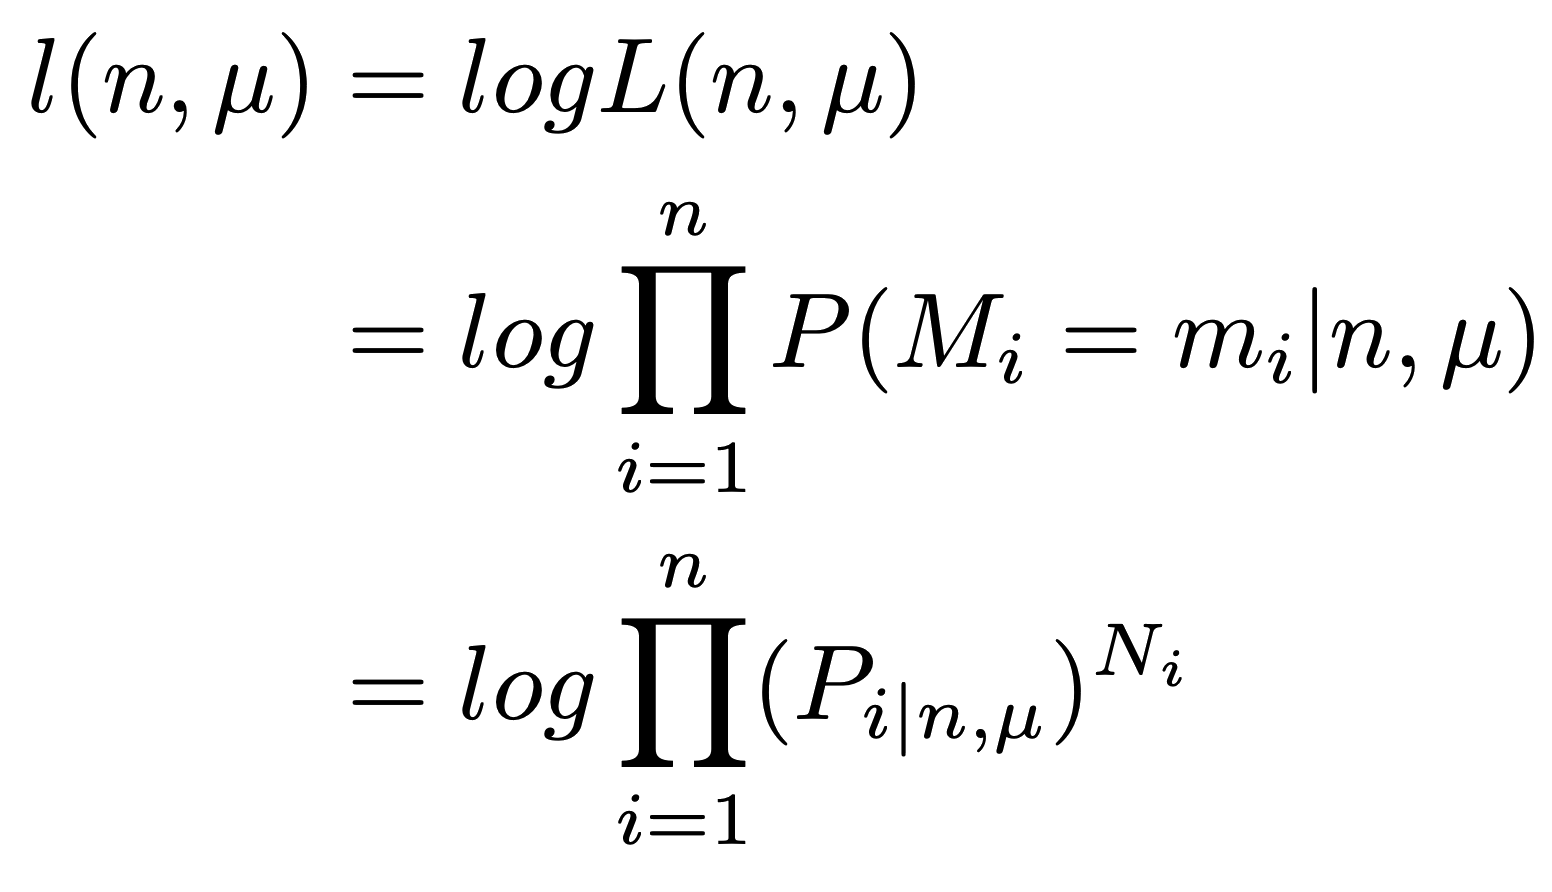 l(n, μ) = logL(n, μ)
= log ∏_{i=1}^{n} P(M_i = m_i|n, μ)
= log ∏_{i=1}^{n} (P_{i|n,μ})^{N_i}